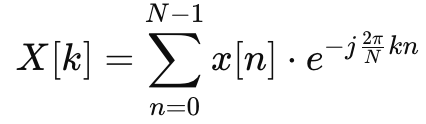 X[k] = \sum_{n=0}^{N-1} x[n] \cdot e^{-j \frac{2\pi}{N} kn}